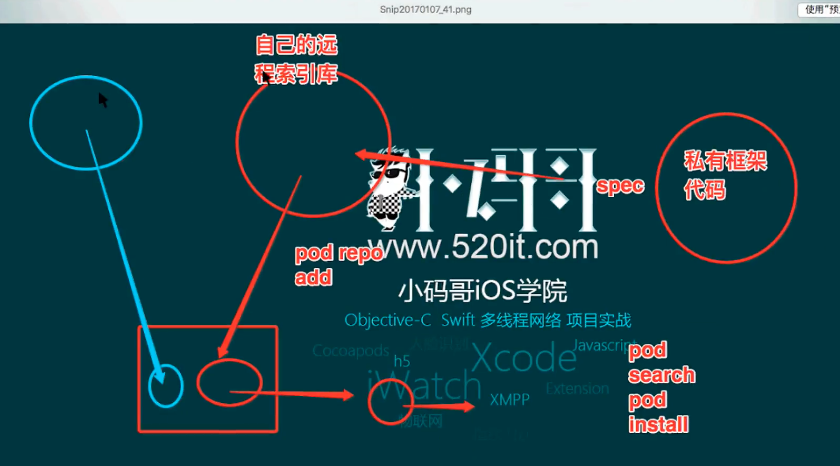 Snip20170107_41.png
使用“预
自己的远
程索引库
私有框架
代码
spec
小码哥
www.520it.com
pod repo
add
小码哥iOS学院
Objective-C Swift 多线程网络 项目实战
Cocoapods
h5
Xcode
Javascript
iWatch
XMPP
Extension
物联网
pod
search
pod
install